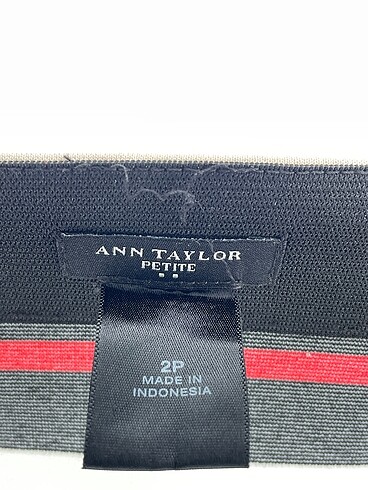 ANN TAYLOR
PETITE
2P
MADE IN
INDONESIA